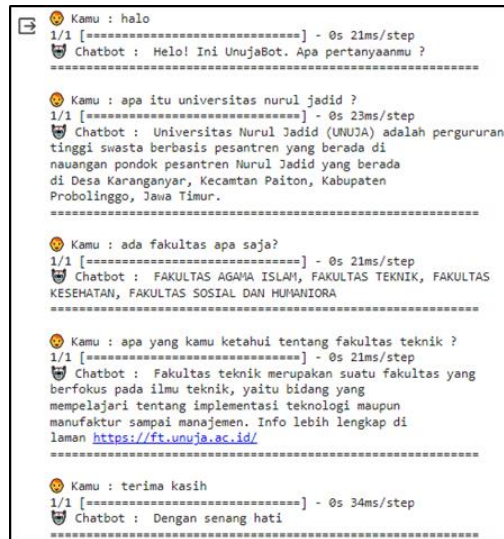 Kamu : halo
1/1 [==============================] - 0s 21ms/step
Chatbot : Helo! Ini UnujaBot. Apa pertanyaanmu ?
============================================================
Kamu : apa itu universitas nurul jadid ?
1/1 [==============================] - 0s 23ms/step
Chatbot : Universitas Nurul Jadid (UNUJA) adalah pergururan
tinggi swasta berbasis pesantren yang berada di
nauangan pondok pesantren Nurul Jadid yang berada
di Desa Karanganyar, Kecamtan Paiton, Kabupaten
Probolinggo, Jawa Timur.
============================================================
Kamu : ada fakultas apa saja?
1/1 [==============================] - 0s 21ms/step
Chatbot : FAKULTAS AGAMA ISLAM, FAKULTAS TEKNIK, FAKULTAS
KESEHATAN, FAKULTAS SOSIAL DAN HUMANIORA
============================================================
Kamu : apa yang kamu ketahui tentang fakultas teknik ?
1/1 [==============================] - 0s 21ms/step
Chatbot : Fakultas teknik merupakan suatu fakultas yang
berfokus pada ilmu teknik, yaitu bidang yang
mempelajari tentang implementasi teknologi maupun
manufaktur sampai manajemen. Info lebih lengkap di
laman https://ft.unuja.ac.id/
============================================================
Kamu : terima kasih
1/1 [==============================] - 0s 34ms/step
Chatbot : Dengan senang hati
============================================================